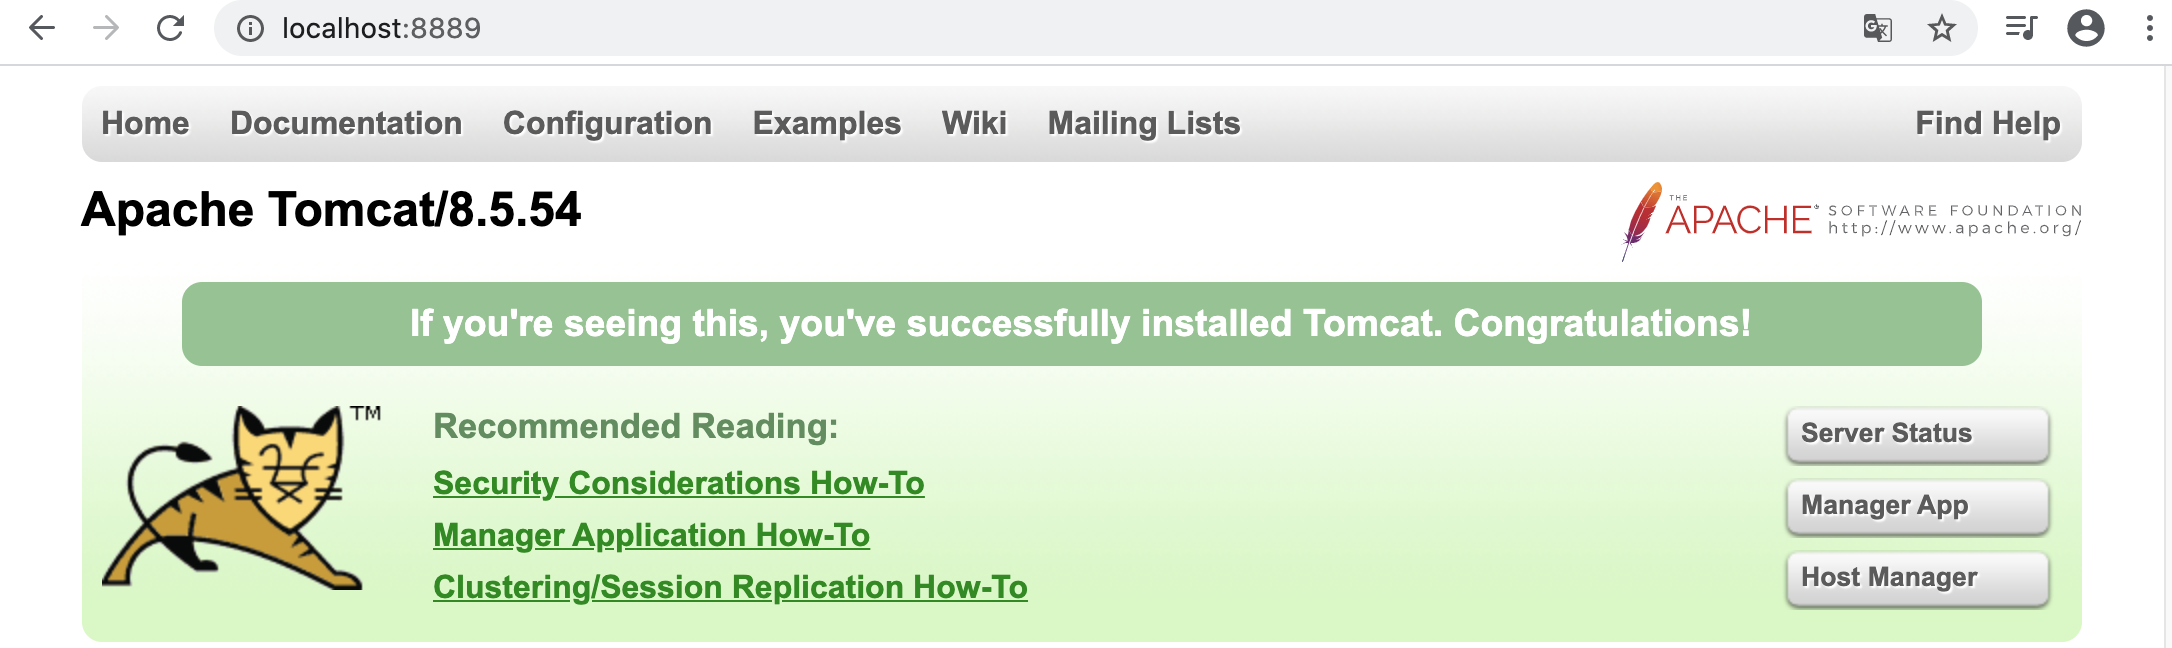 localhost:8889
Home Documentation Configuration Examples Wiki Mailing Lists Find Help
Apache Tomcat/8.5.54
THE APACHE SOFTWARE FOUNDATION
http://www.apache.org/
If you're seeing this, you've successfully installed Tomcat. Congratulations!
TM
Recommended Reading:
Security Considerations How-To
Manager Application How-To
Clustering/Session Replication How-To
Server Status
Manager App
Host Manager